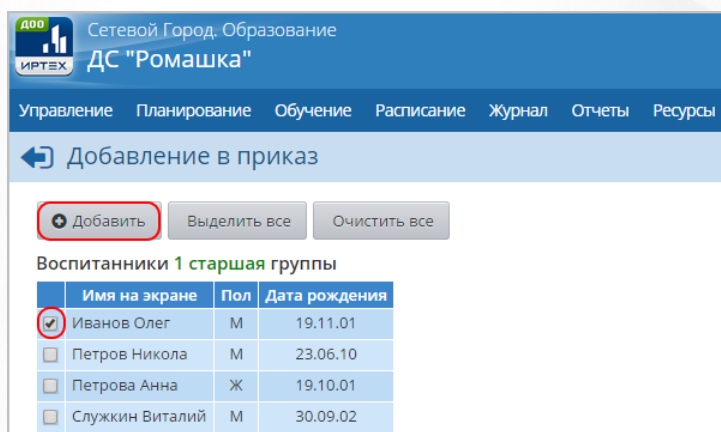 ДОО
ИРТЕХ
Сетевой Город. Образование
ДС "Ромашка"
Управление Планирование Обучение Расписание Журнал Отчеты Ресурсы
Добавление в приказ
Добавить Выделить все Очистить все
Воспитанники 1 старшая группы
Имя на экране Пол Дата рождения
Иванов Олег М 19.11.01
Петров Никола М 23.06.10
Петрова Анна Ж 19.10.01
Служкин Виталий М 30.09.02